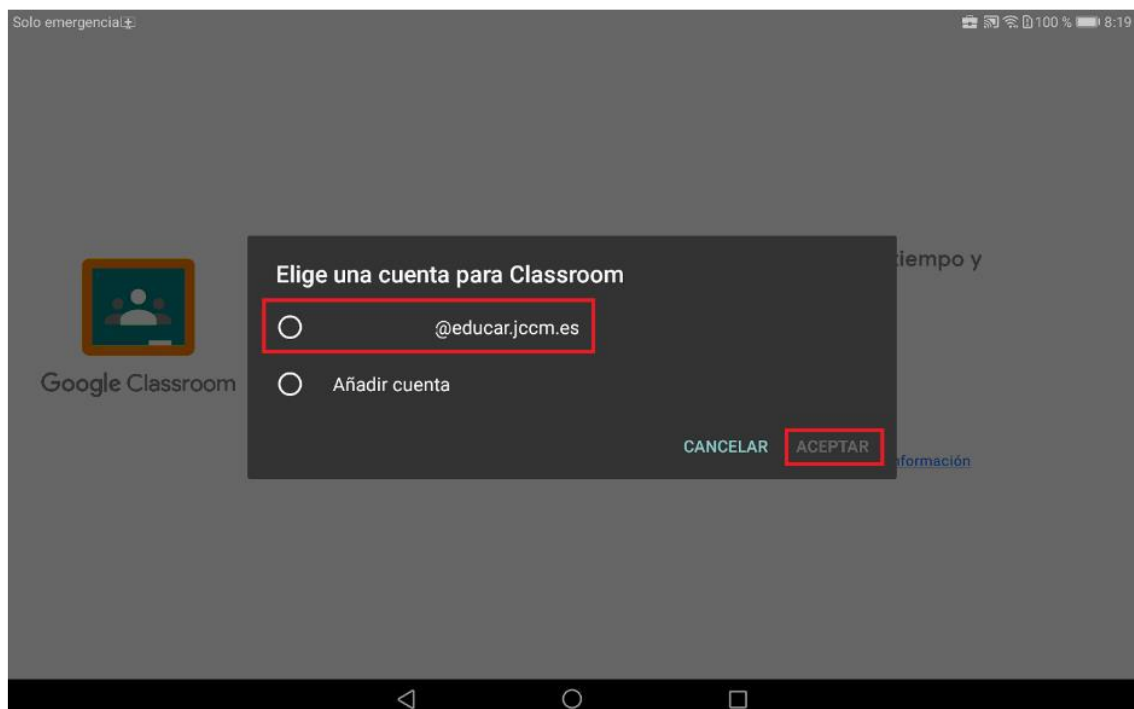 Solo emergencia
100 % 8:19
tiempo y
Elige una cuenta para Classroom
@educar.jccm.es
Google Classroom
Añadir cuenta
CANCELAR ACEPTAR
información